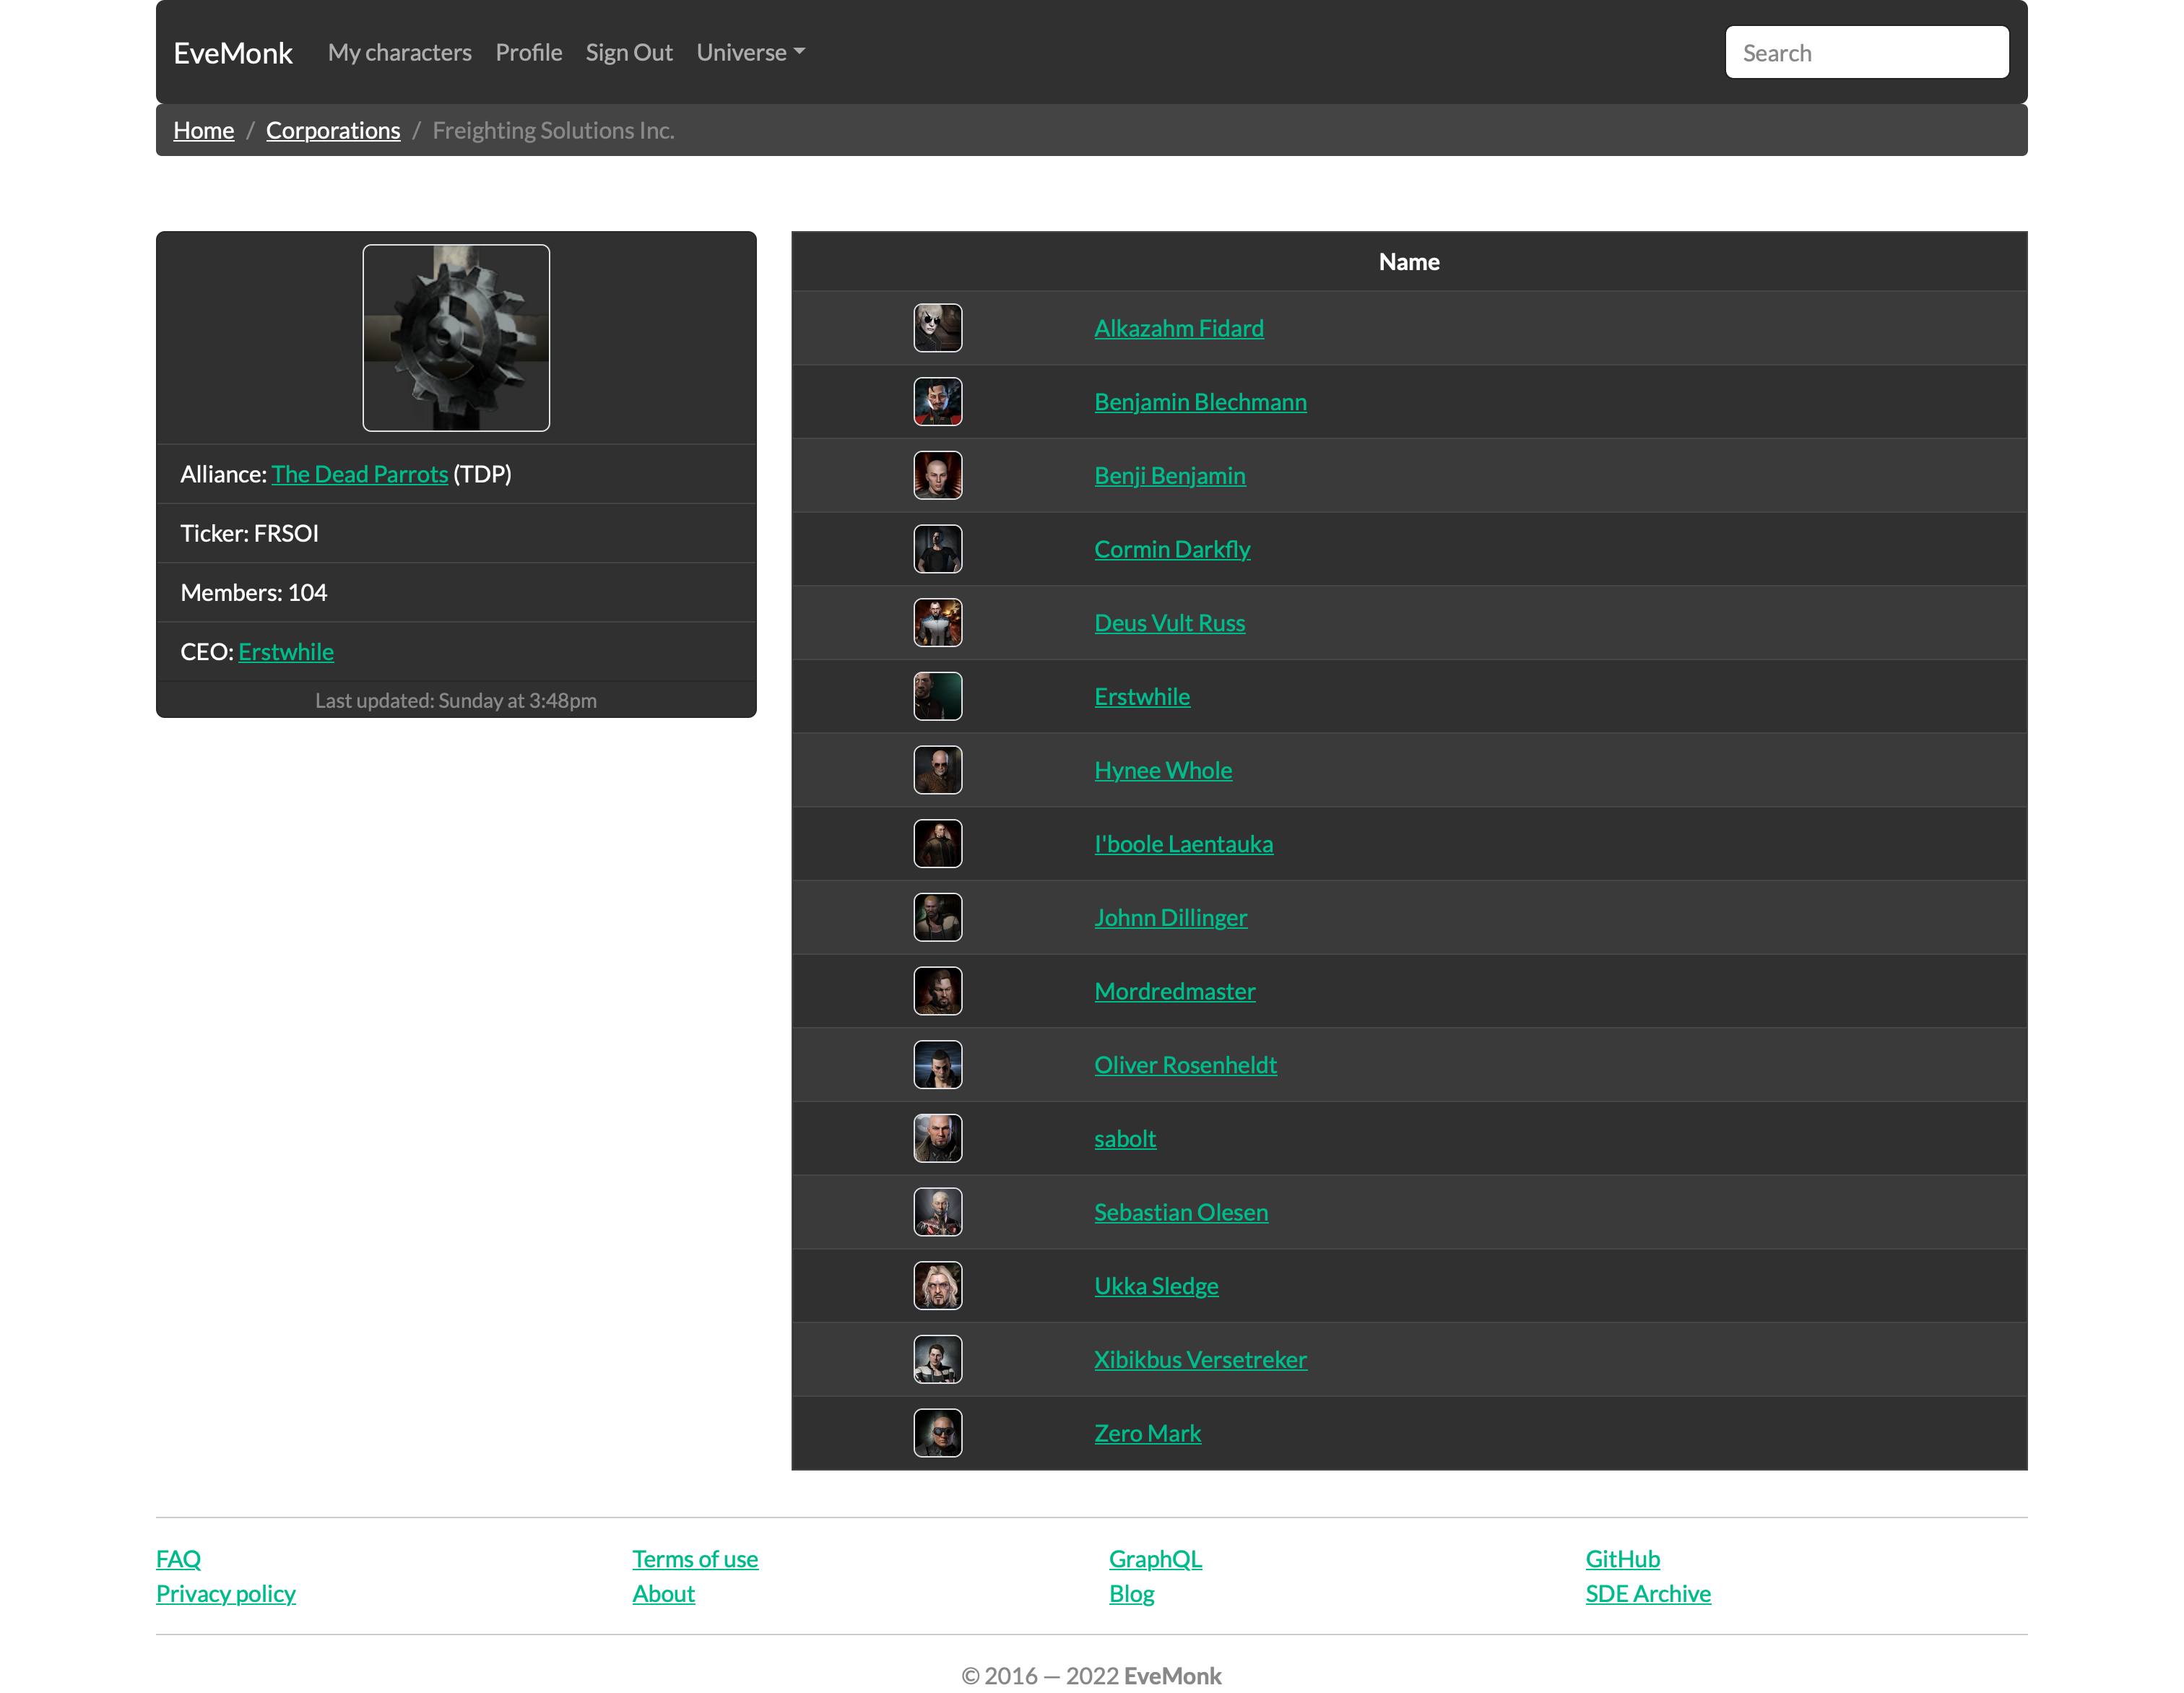 EveMonk My characters Profile Sign Out Universe Search
Home / Corporations / Freighting Solutions Inc.
Alliance: The Dead Parrots (TDP)
Ticker: FRSOI
Members: 104
CEO: Erstwhile
Last updated: Sunday at 3:48pm
Name
Alkazahm Fidard
Benjamin Blechmann
Benji Benjamin
Cormin Darkfly
Deus Vult Russ
Erstwhile
Hynee Whole
I'boole Laentauka
Johnn Dillinger
Mordredmaster
Oliver Rosenheldt
sabolt
Sebastian Olesen
Ukka Sledge
Xibikbus Versetreker
Zero Mark
FAQ Terms of use GraphQL GitHub
Privacy policy About Blog SDE Archive
© 2016 — 2022 EveMonk